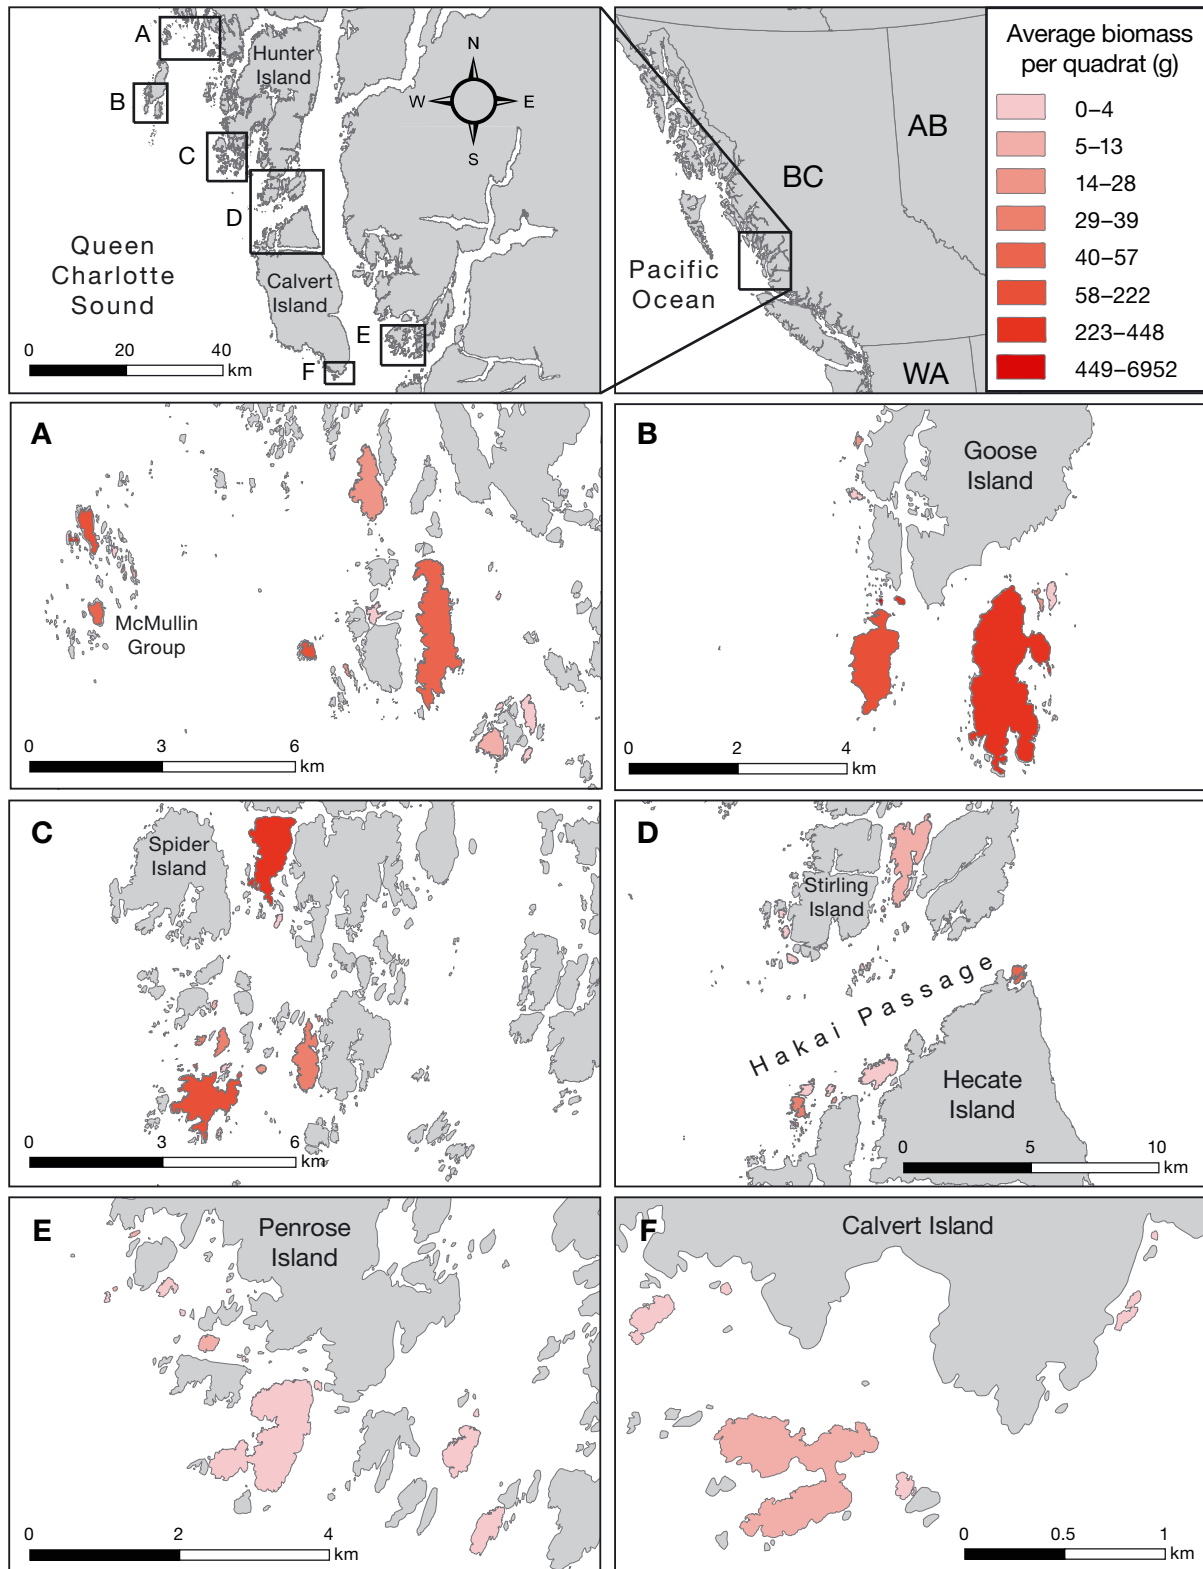 A
B
C
D
E
F
Hunter
Island
N
W
E
S
Queen
Charlotte
Sound
Calvert
Island
0 20 40
km
AB
BC
Pacific
Ocean
WA
Average biomass
per quadrat (g)
0–4
5–13
14–28
29–39
40–57
58–222
223–448
449–6952
A
McMullin
Group
0 3 6
km
B
Goose
Island
0 2 4
km
C
Spider
Island
0 3 6
km
D
Stirling
Island
Hakai Passage
Hecate
Island
0 5 10
km
E
Penrose
Island
0 2 4
km
F
Calvert Island
0 0.5 1
km